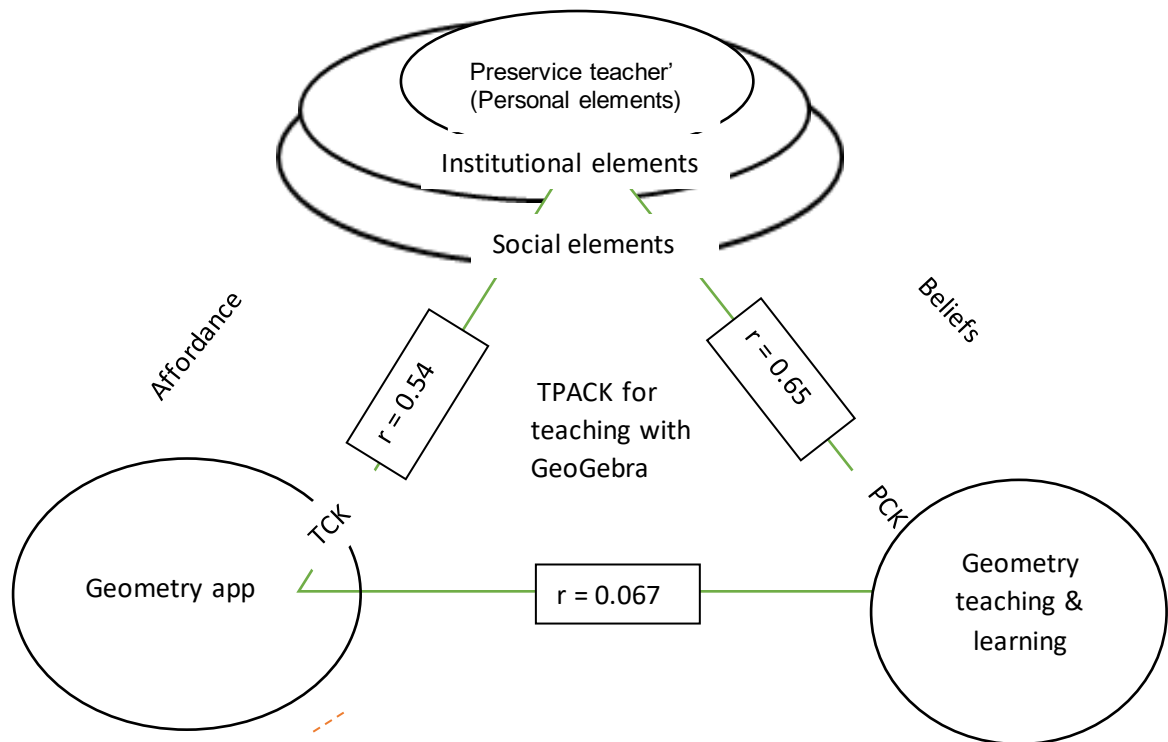 Preservice teacher’
(Personal elements)
Institutional elements
Social elements
Affordance
Beliefs
r = 0.54
r = 0.65
TPACK for
teaching with
GeoGebra
TCK
PCK
Geometry app
r = 0.067
Geometry
teaching &
learning